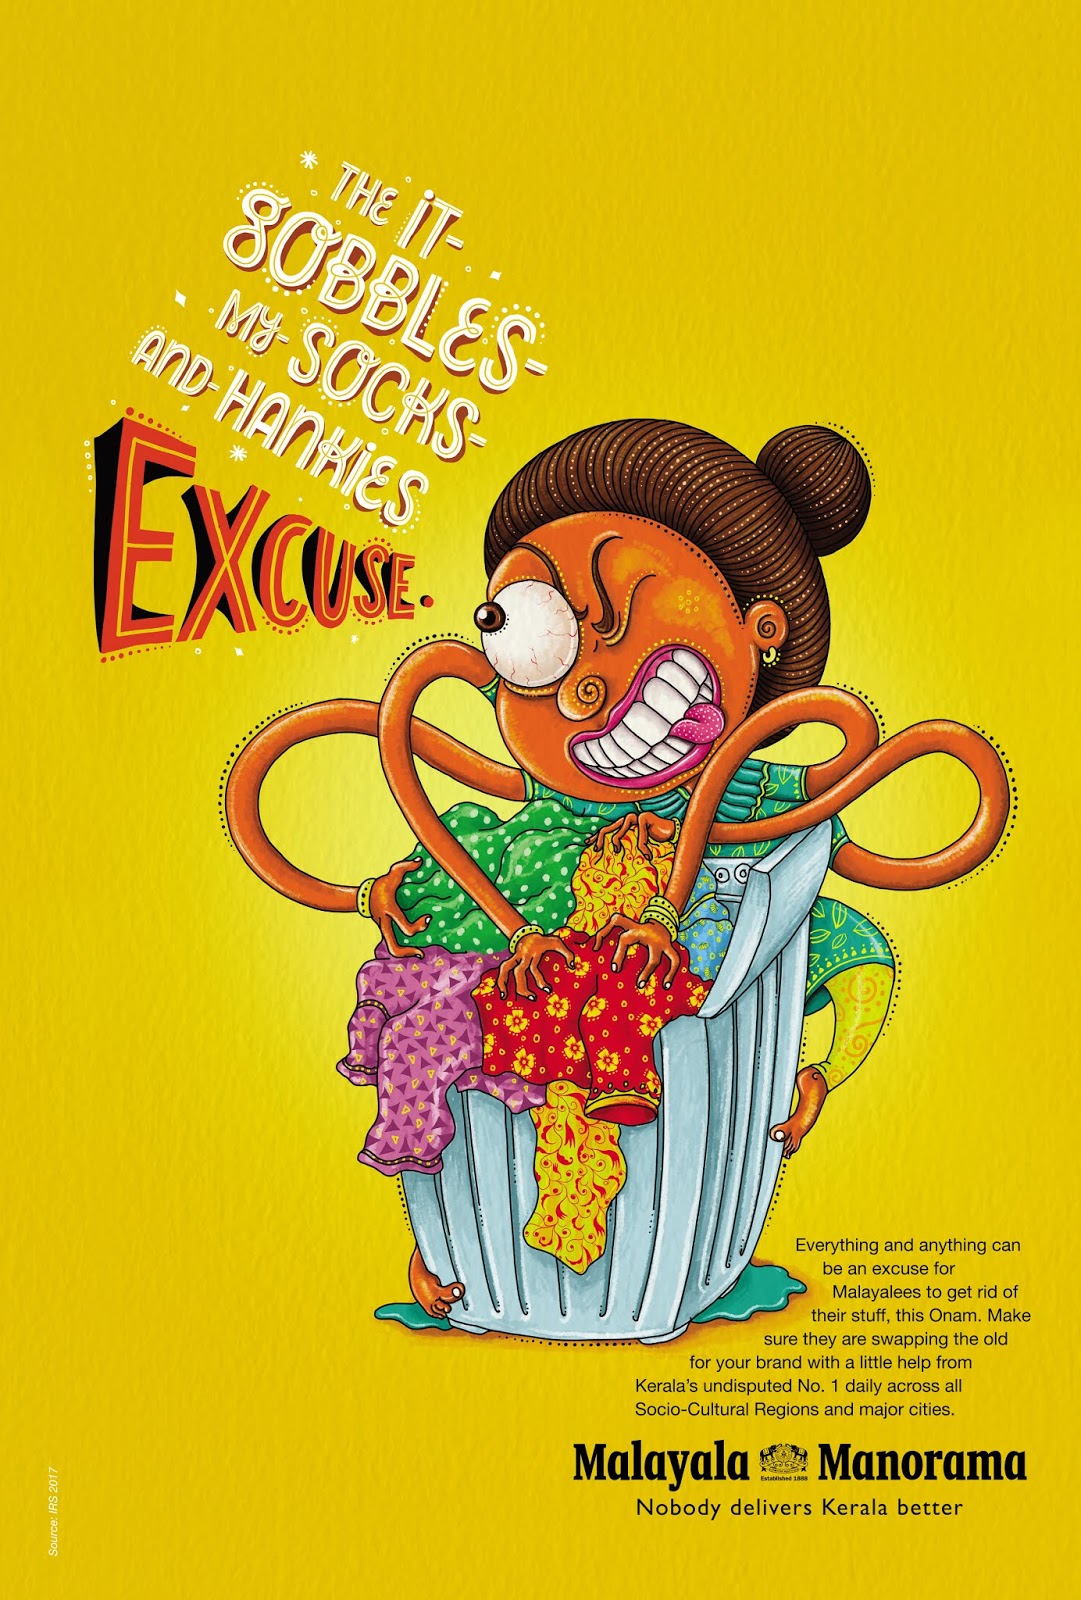 THE IT-
GOBBLES-
MY-SOCKS-
AND-HANKIES
EXCUSE.
Everything and anything can
be an excuse for
Malayalees to get rid of
their stuff, this Onam. Make
sure they are swapping the old
for your brand with a little help from
Kerala's undisputed No. 1 daily across all
Socio-Cultural Regions and major cities.
Malayala Manorama
Established 1888
Nobody delivers Kerala better
Source: IRS 2017